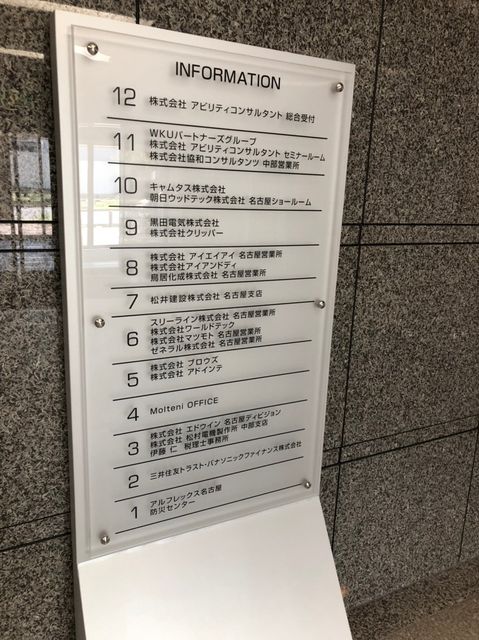 INFORMATION
12 株式会社 アビリティコンサルタント 総合受付
11 WKUパートナーズグループ
株式会社 アビリティコンサルタント セミナールーム
株式会社協和コンサルタンツ 中部営業所
10 キャムタス株式会社
朝日ウッドテック株式会社 名古屋ショールーム
9 黒田電気株式会社
株式会社クリッパー
8 株式会社 アイエイアイ 名古屋営業所
株式会社アイアンドディ
鳥居化成株式会社 名古屋営業所
7 松井建設株式会社 名古屋支店
6 スリーライン株式会社 名古屋営業所
株式会社ワールドテック
株式会社マツモト 名古屋営業所
ゼネラル株式会社 名古屋営業所
5 株式会社 ブロウズ
株式会社 アドインテ
4 Molteni OFFICE
3 株式会社 エドウイン 名古屋ディビジョン
株式会社 松村電機製作所 中部支店
伊藤 仁 税理士事務所
2 三井住友トラスト・パナソニックファイナンス株式会社
1 アルフレックス名古屋
防災センター